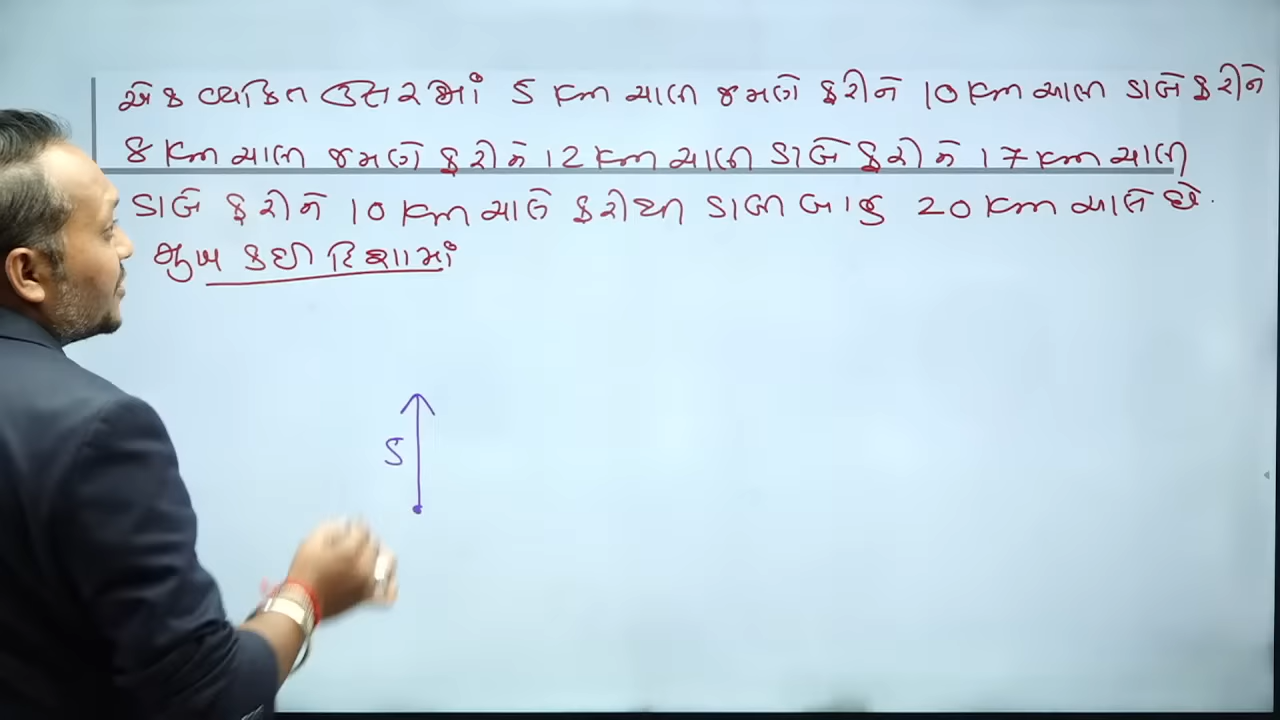 એક વ્યકિત ઉત્તરમાં 5 Km ચાલી જમણે ફરીને 10 Km ચાલી ડાબે ફરીને
8 Km ચાલી જમણે ફરીને 12 Km ચાલી ડાબે ફરીને 17 Km ચાલી
ડાબે ફરીને 10 Km ચાલે ફરીથી ડાબી બાજુ 20 Km ચાલે છે.
મુખ કઈ દિશામાં
5